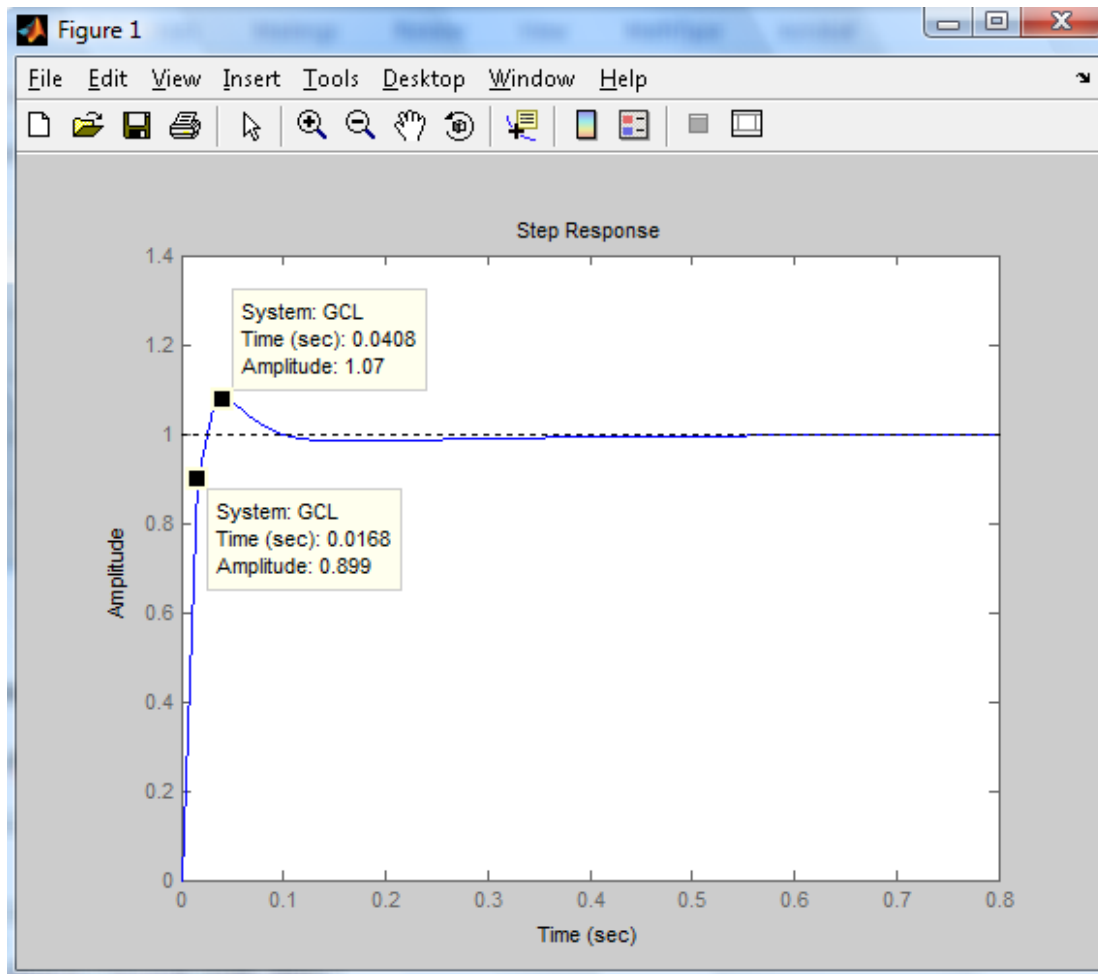 Figure 1
File Edit View Insert Tools Desktop Window Help
Step Response
1.4
1.2
1
0.8
0.6
0.4
0.2
0
System: GCL
Time (sec): 0.0408
Amplitude: 1.07
System: GCL
Time (sec): 0.0168
Amplitude: 0.899
Amplitude
0 0.1 0.2 0.3 0.4 0.5 0.6 0.7 0.8
Time (sec)